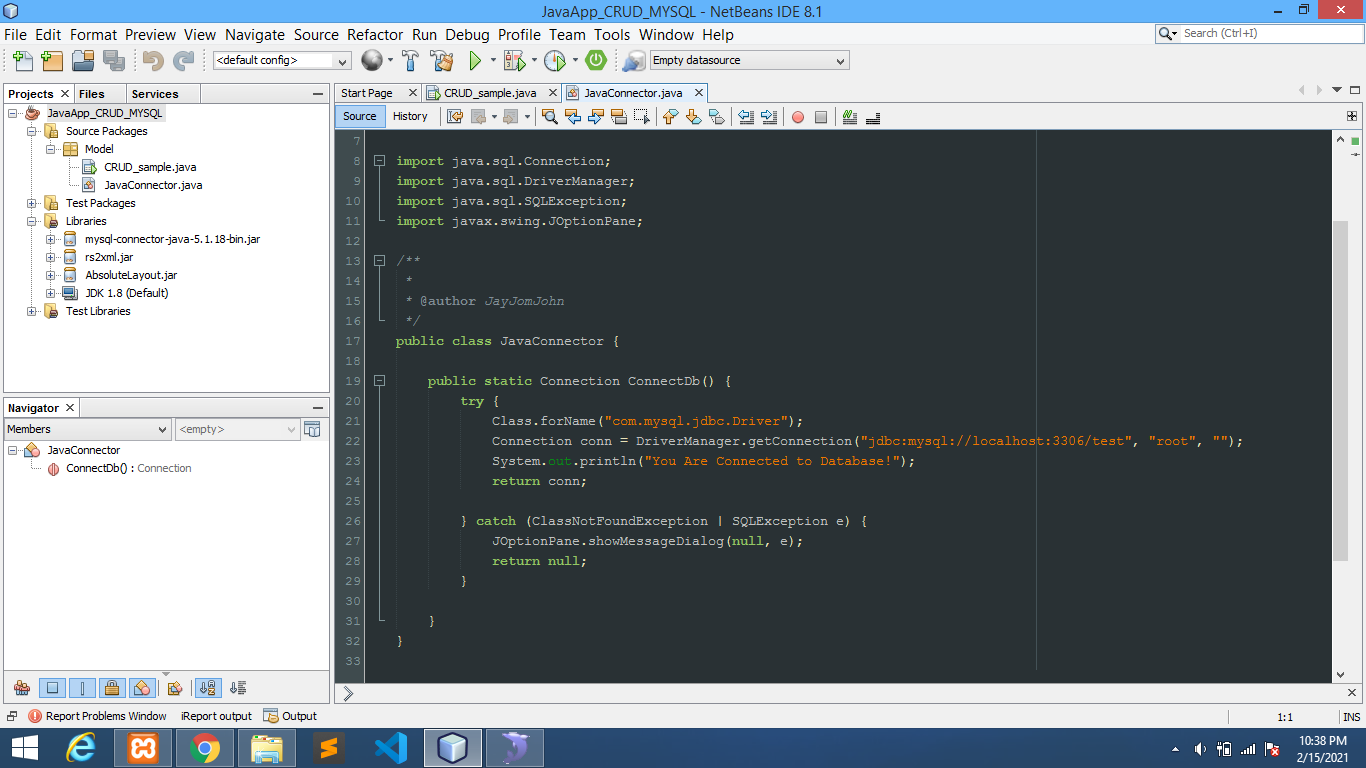 JavaApp_CRUD_MYSQL - NetBeans IDE 8.1
File Edit Format Preview View Navigate Source Refactor Run Debug Profile Team Tools Window Help
Search (Ctrl+I)
<default config>
Empty datasource
Projects Files Services
JavaApp_CRUD_MYSQL
Source Packages
Model
CRUD_sample.java
JavaConnector.java
Test Packages
Libraries
mysql-connector-java-5.1.18-bin.jar
rs2xml.jar
AbsoluteLayout.jar
JDK 1.8 (Default)
Test Libraries
Navigator
Members
<empty>
JavaConnector
ConnectDb() : Connection
Start Page CRUD_sample.java JavaConnector.java
Source History
7
8 import java.sql.Connection;
9 import java.sql.DriverManager;
10 import java.sql.SQLException;
11 import javax.swing.JOptionPane;
12
13 /**
14 *
15 * @author JayJomJohn
16 */
17 public class JavaConnector {
18
19 public static Connection ConnectDb() {
20 try {
21 Class.forName("com.mysql.jdbc.Driver");
22 Connection conn = DriverManager.getConnection("jdbc:mysql://localhost:3306/test", "root", "");
23 System.out.println("You Are Connected to Database!");
24 return conn;
25
26 } catch (ClassNotFoundException | SQLException e) {
27 JOptionPane.showMessageDialog(null, e);
28 return null;
29 }
30
31 }
32 }
33
Report Problems Window iReport output Output
1:1 INS
10:38 PM
2/15/2021